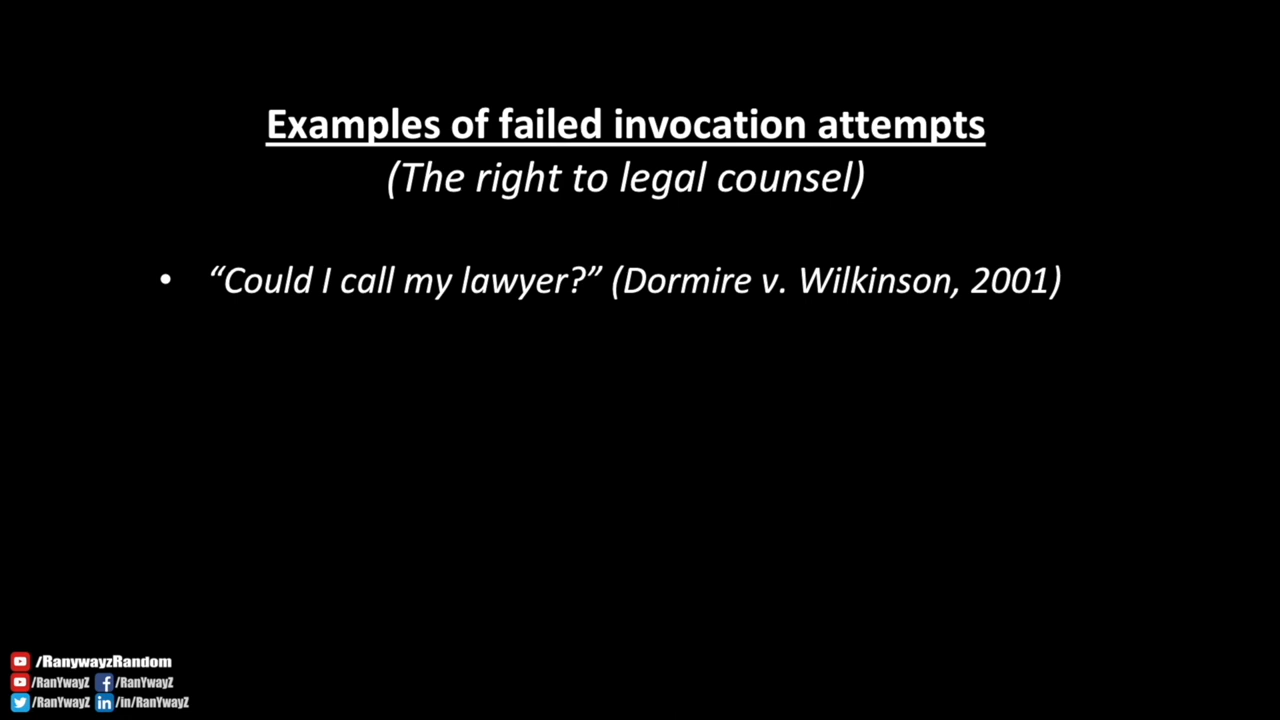 Examples of failed invocation attempts
(The right to legal counsel)
• “Could I call my lawyer?” (Dormire v. Wilkinson, 2001)
/RanywayzRandom
/RanYwayZ /RanYwayZ
/RanYwayZ in /in/RanYwayZ